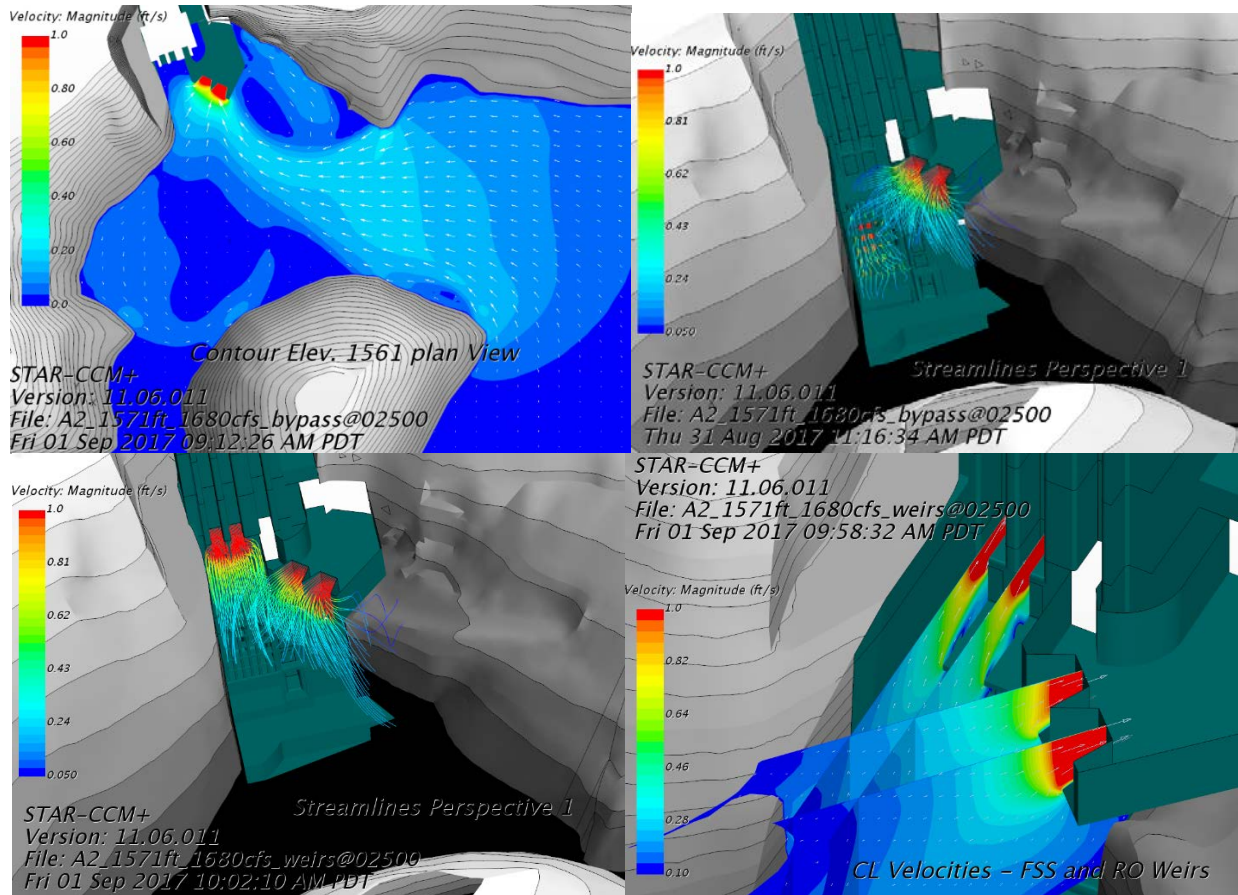 Velocity: Magnitude (ft/s)
1.0
0.80
0.60
0.40
0.20
0.0
Contour Elev, 1561 plan View
STAR-CCM+
Version: 11.06.011
File: A2_1571ft_1680cfs_bypass@02500
Fri 01 Sep 2017 09:12:26 AM PDT
Velocity: Magnitude (ft/s)
1.0
0.81
0.62
0.43
0.24
0.050
STAR-CCM+
Streamlines Perspective 1
Version: 11.06.011
File: A2_1571ft_1680cfs_bypass@02500
Thu 31 Aug 2017 11:16:34 AM PDT
Velocity: Magnitude (ft/s)
1.0
0.81
0.62
0.43
0.24
0.050
Streamlines Perspective 1
STAR-CCM+
Version: 11.06.011
File: A2_1571ft_1680cfs_weirs@02500
Fri 01 Sep 2017 10:02:10 AM PDT
STAR-CCM+
Version: 11.06.011
File: A2_1571ft_1680cfs_weirs@02500
Fri 01 Sep 2017 09:58:32 AM PDT
Velocity: Magnitude (ft/s)
1.0
0.82
0.64
0.46
0.28
0.10
CL Velocities - FSS and RO Weirs